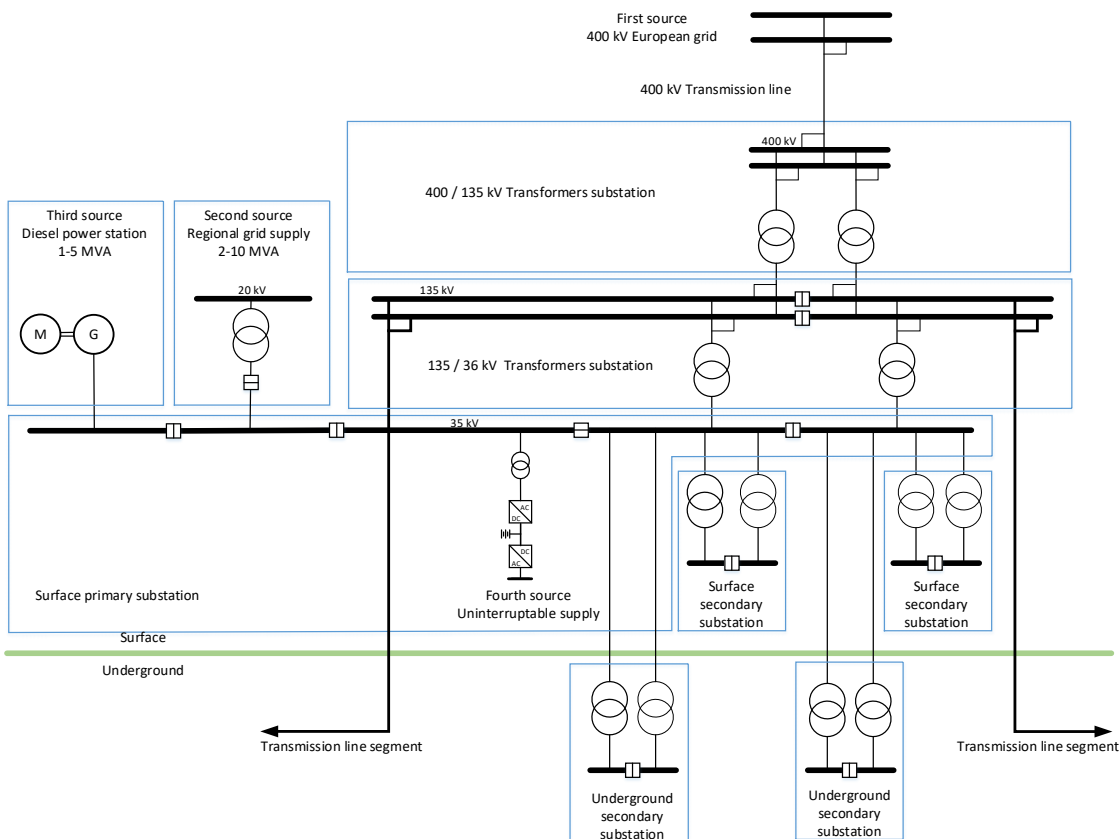 First source
400 kV European grid
400 kV Transmission line
400 kV
400 / 135 kV Transformers substation
Third source
Diesel power station
1-5 MVA
Second source
Regional grid supply
2-10 MVA
20 kV
135 kV
M
G
135 / 36 kV  Transformers substation
35 kV
AC
DC
DC
AC
Fourth source
Uninterruptable supply
Surface primary substation
Surface
secondary
substation
Surface
secondary
substation
Surface
Underground
Transmission line segment
Transmission line segment
Underground
secondary
substation
Underground
secondary
substation